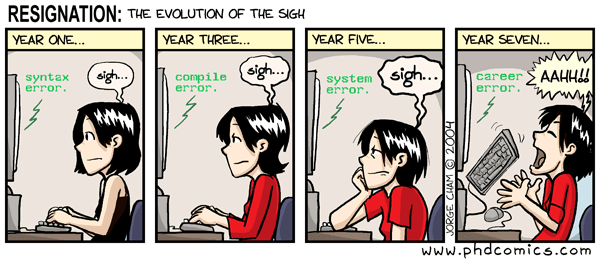 RESIGNATION: THE EVOLUTION OF THE SIGH
YEAR ONE...
syntax
error.
sigh...
YEAR THREE...
compile
error.
sigh...
YEAR FIVE...
system
error.
sigh...
YEAR SEVEN...
career
error.
AAHH!!
JORGE CHAM © 2004
www.phdcomics.com